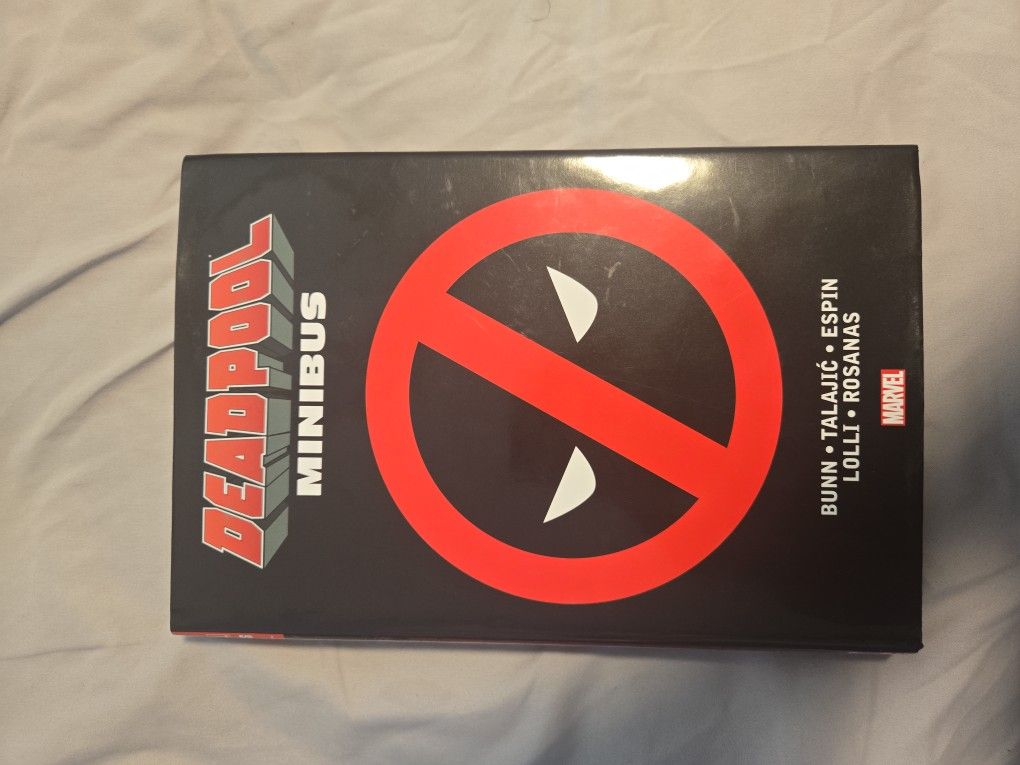 DEADPOOL
MINIBUS
BUNN • TALAJIĆ • ESPIN
LOLLI • ROSANAS
MARVEL